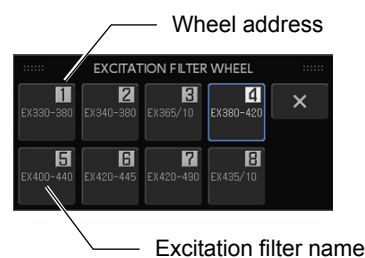 Wheel address
EXCITATION FILTER WHEEL
1 2 3 4 ×
EX330-380 EX340-380 EX365/10 EX380-420
5 6 7 8
EX400-440 EX420-445 EX420-490 EX435/10
Excitation filter name